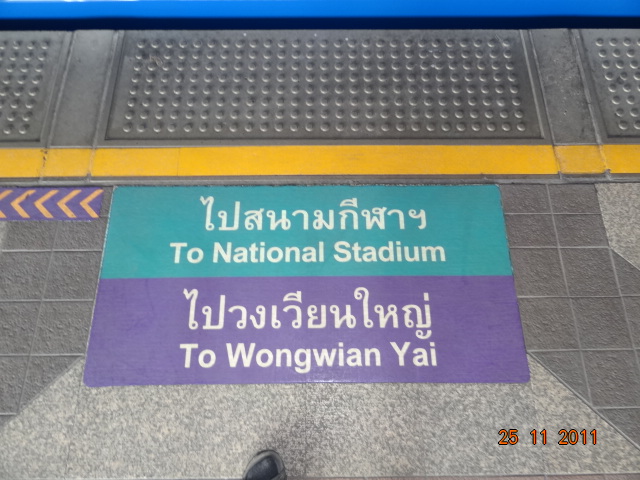 ไปสนามกีฬาฯ
To National Stadium
ไปวงเวียนใหญ่
To Wongwian Yai
25 11 2011